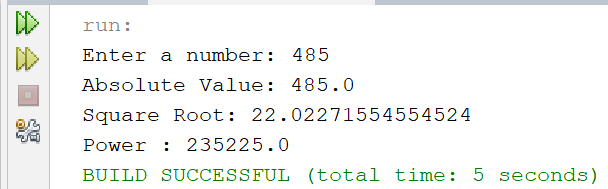 run:
Enter a number: 485
Absolute Value: 485.0
Square Root: 22.02271554554524
Power : 235225.0
BUILD SUCCESSFUL (total time: 5 seconds)